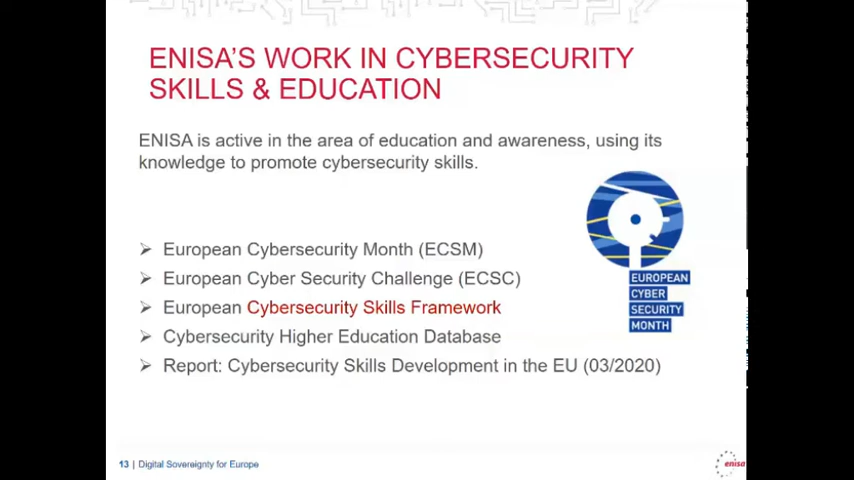 ENISA'S WORK IN CYBERSECURITY
SKILLS & EDUCATION
ENISA is active in the area of education and awareness, using its
knowledge to promote cybersecurity skills.
European Cybersecurity Month (ECSM)
European Cyber Security Challenge (ECSC)
European Cybersecurity Skills Framework
Cybersecurity Higher Education Database
Report: Cybersecurity Skills Development in the EU (03/2020)
EUROPEAN
CYBER
SECURITY
MONTH
13 | Digital Sovereignty for Europe
enisa